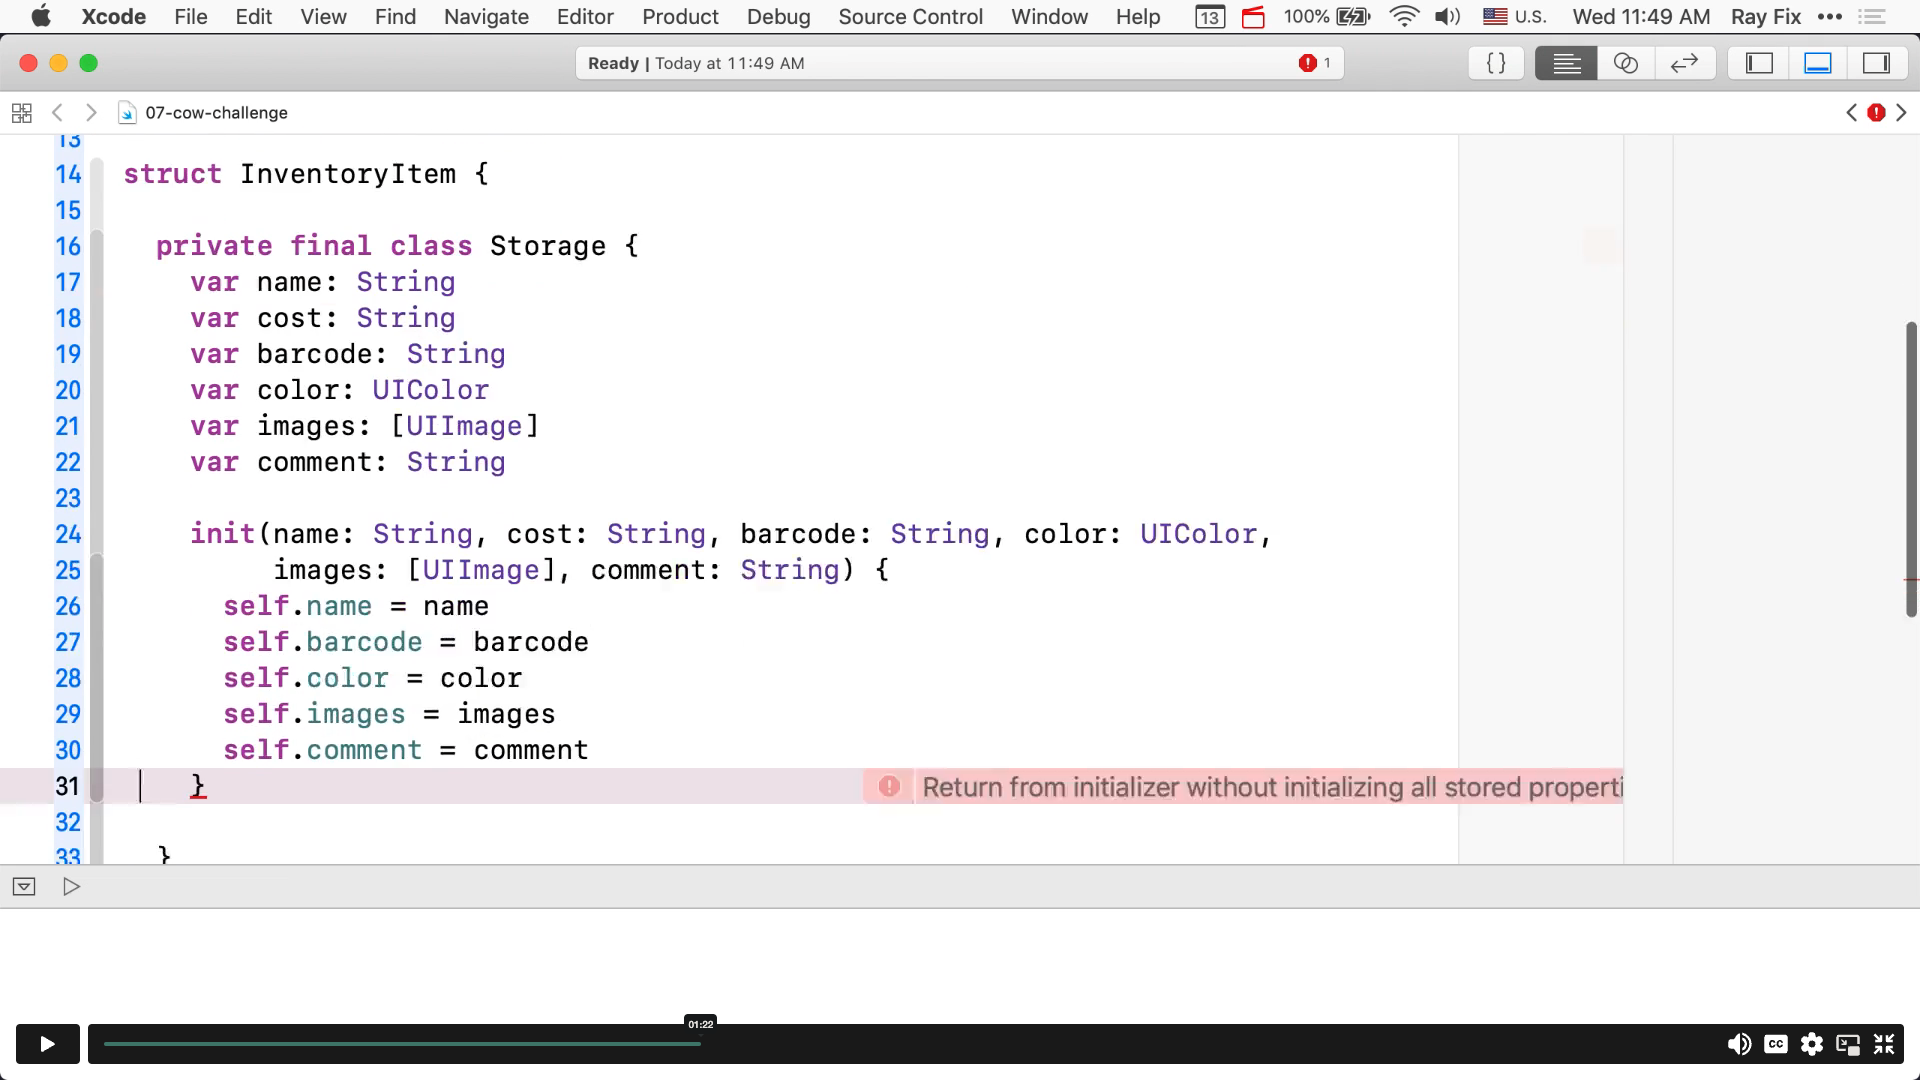 Xcode File Edit View Find Navigate Editor Product Debug Source Control Window Help 13 100% U.S. Wed 11:49 AM Ray Fix
Ready | Today at 11:49 AM 1
07-cow-challenge
13
14 struct InventoryItem {
15
16 private final class Storage {
17 var name: String
18 var cost: String
19 var barcode: String
20 var color: UIColor
21 var images: [UIImage]
22 var comment: String
23
24 init(name: String, cost: String, barcode: String, color: UIColor,
25 images: [UIImage], comment: String) {
26 self.name = name
27 self.barcode = barcode
28 self.color = color
29 self.images = images
30 self.comment = comment
31 } Return from initializer without initializing all stored properti
32
33 }
01:22
CC